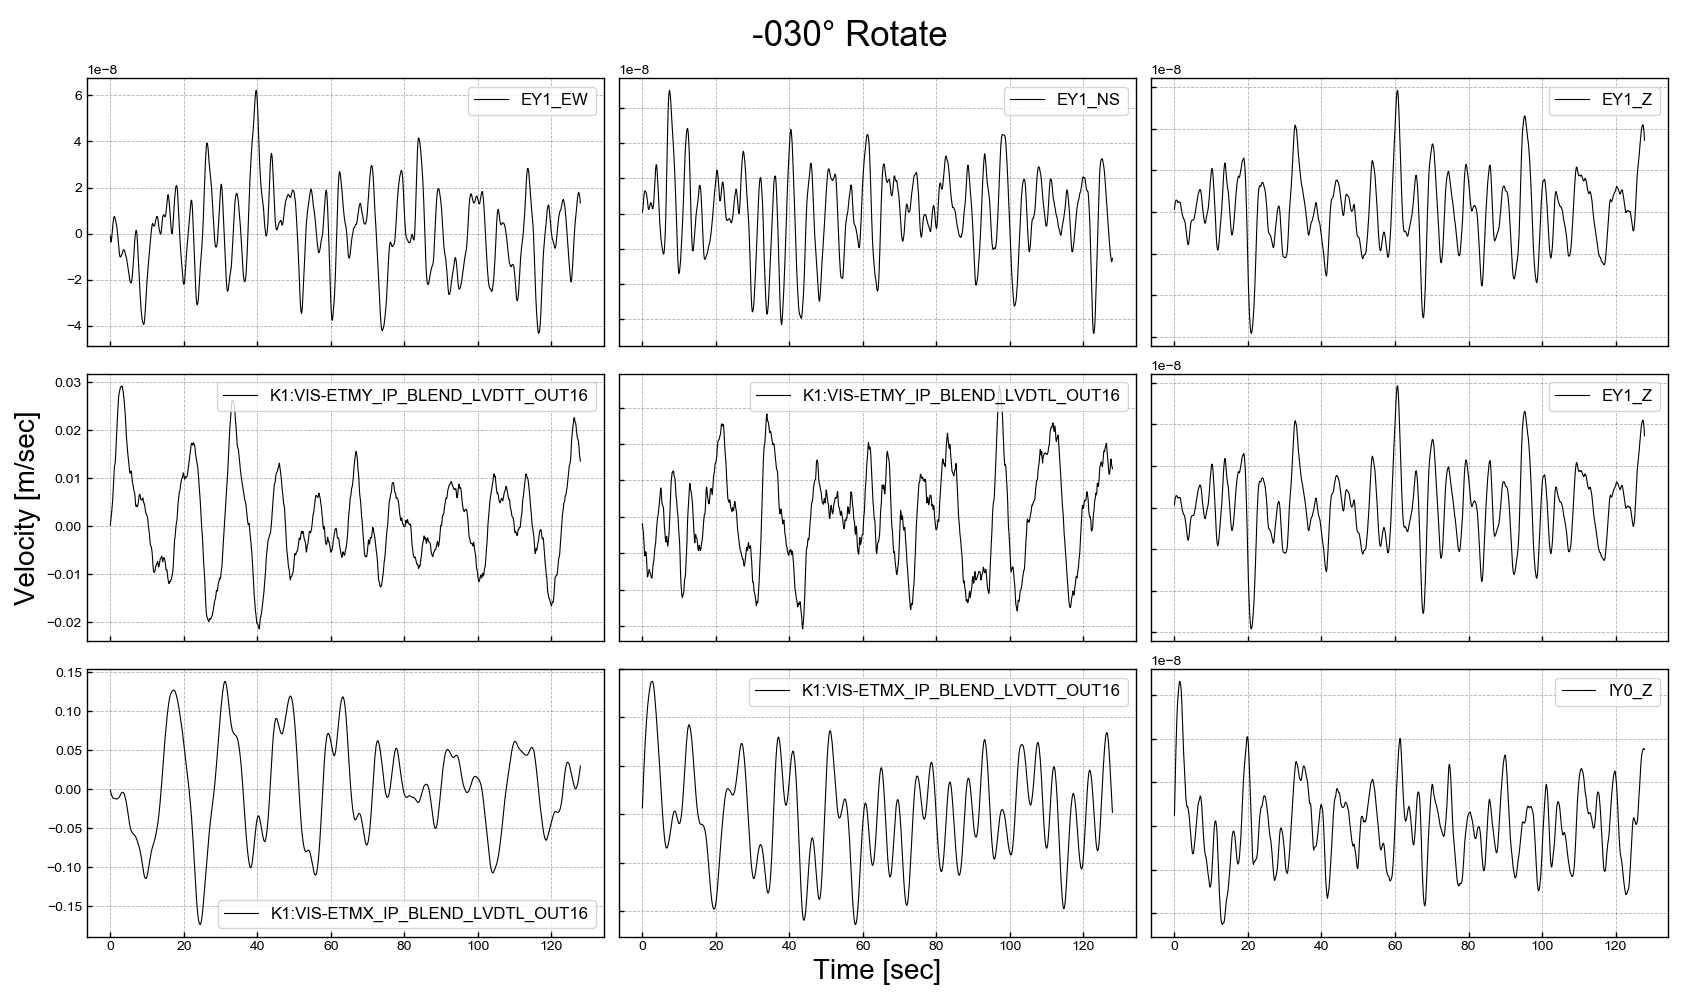 -030° Rotate
1e−8
1e−8
1e−8
EY1_EW
EY1_NS
EY1_Z
6
4
2
0
−2
−4
1e−8
K1:VIS-ETMY_IP_BLEND_LVDTT_OUT16
K1:VIS-ETMY_IP_BLEND_LVDTL_OUT16
EY1_Z
0.03
0.02
0.01
0.00
−0.01
−0.02
Velocity [m/sec]
1e−8
K1:VIS-ETMX_IP_BLEND_LVDTL_OUT16
K1:VIS-ETMX_IP_BLEND_LVDTT_OUT16
IY0_Z
0.15
0.10
0.05
0.00
−0.05
−0.10
−0.15
0 20 40 60 80 100 120
0 20 40 60 80 100 120
0 20 40 60 80 100 120
Time [sec]